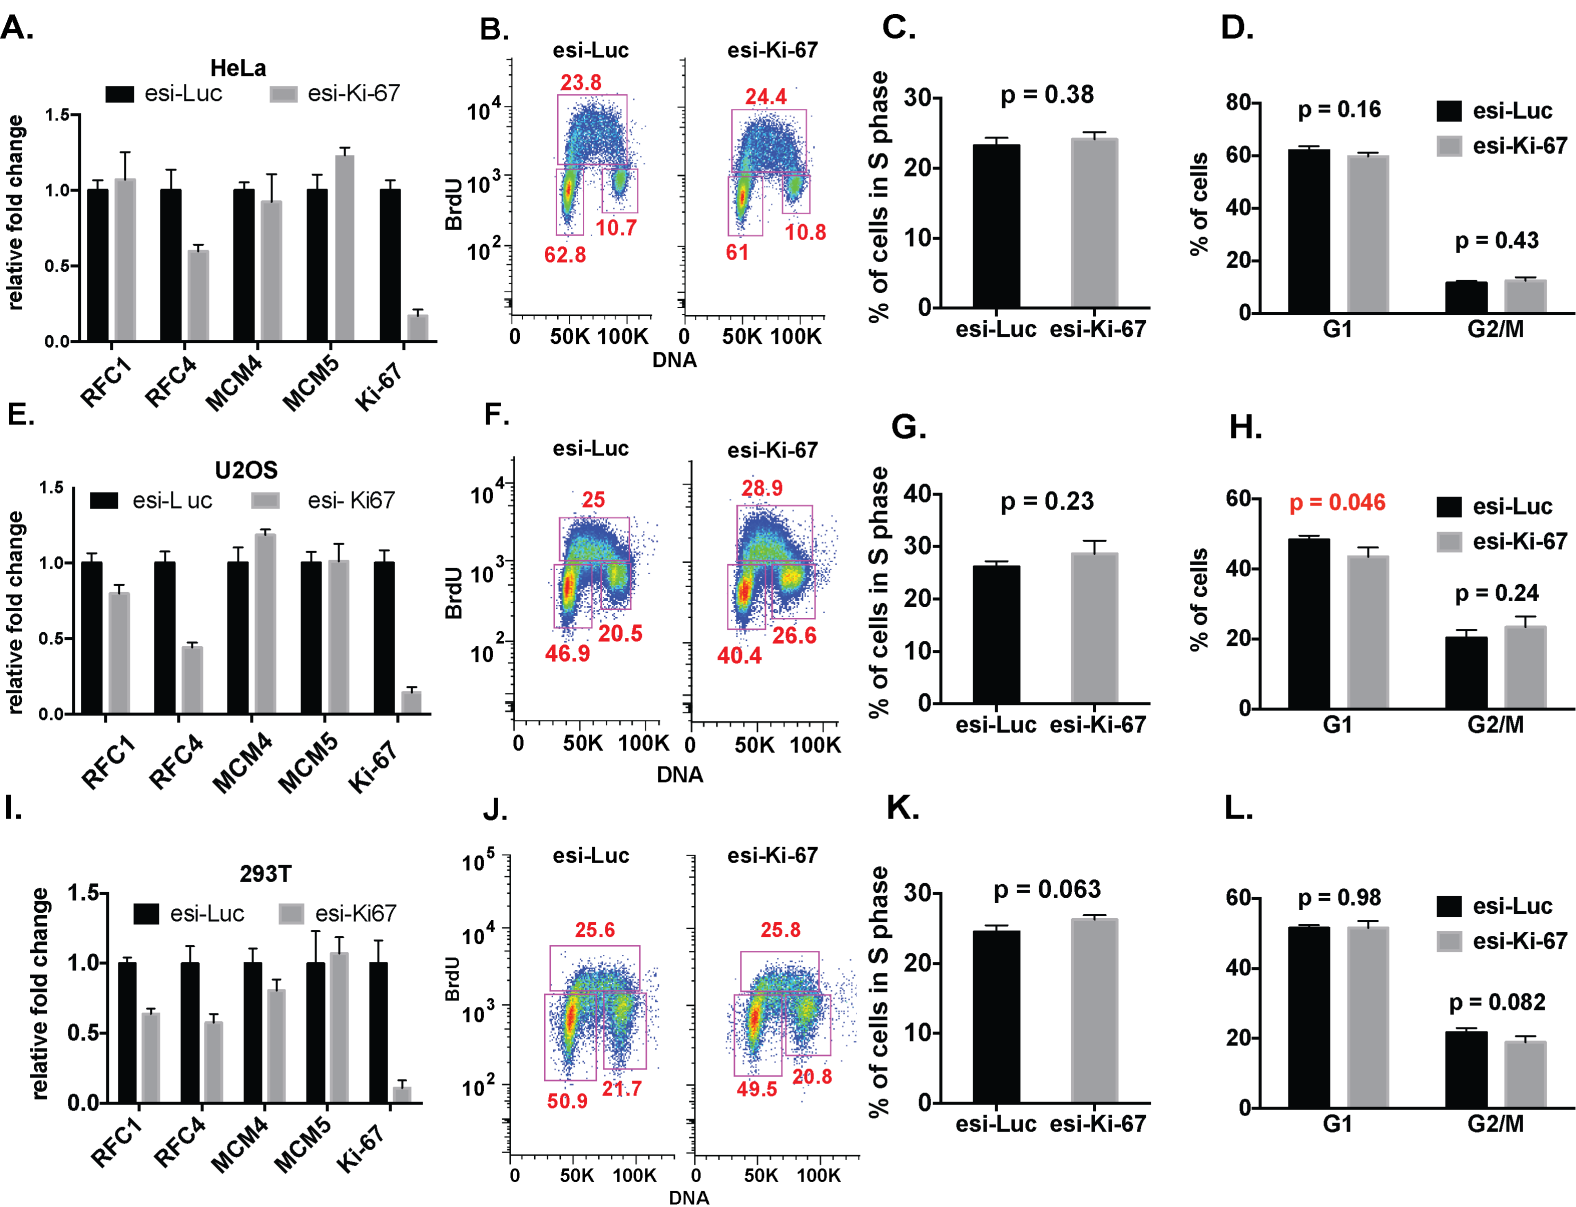 A.
HeLa
esi-Luc esi-Ki-67
relative fold change
1.5
1.0
0.5
0.0
RFC1 RFC4 MCM4 MCM5 Ki-67
B.
esi-Luc esi-Ki-67
23.8 24.4
10.7 10.8
62.8 61
BrdU
10^4
10^3
10^2
0 50K 100K 0 50K 100K
DNA
C.
p = 0.38
% of cells in S phase
30
20
10
0
esi-Luc esi-Ki-67
D.
p = 0.16
p = 0.43
esi-Luc
esi-Ki-67
% of cells
80
60
40
20
0
G1 G2/M
E.
U2OS
esi-L uc esi- Ki67
relative fold change
1.5
1.0
0.5
0.0
RFC1 RFC4 MCM4 MCM5 Ki-67
F.
esi-Luc esi-Ki-67
25 28.9
20.5 26.6
46.9 40.4
BrdU
10^4
10^3
10^2
0 50K 100K 0 50K 100K
DNA
G.
p = 0.23
% of cells in S phase
40
30
20
10
0
esi-Luc esi-Ki-67
H.
p = 0.046
p = 0.24
esi-Luc
esi-Ki-67
% of cells
60
40
20
0
G1 G2/M
I.
293T
esi-Luc esi-Ki67
relative fold change
1.5
1.0
0.5
0.0
RFC1 RFC4 MCM4 MCM5 Ki-67
J.
esi-Luc esi-Ki-67
25.6 25.8
21.7 20.8
50.9 49.5
BrdU
10^5
10^4
10^3
10^2
0 50K 100K 0 50K 100K
DNA
K.
p = 0.063
% of cells in S phase
30
20
10
0
esi-Luc esi-Ki-67
L.
p = 0.98
p = 0.082
esi-Luc
esi-Ki-67
60
40
20
0
G1 G2/M